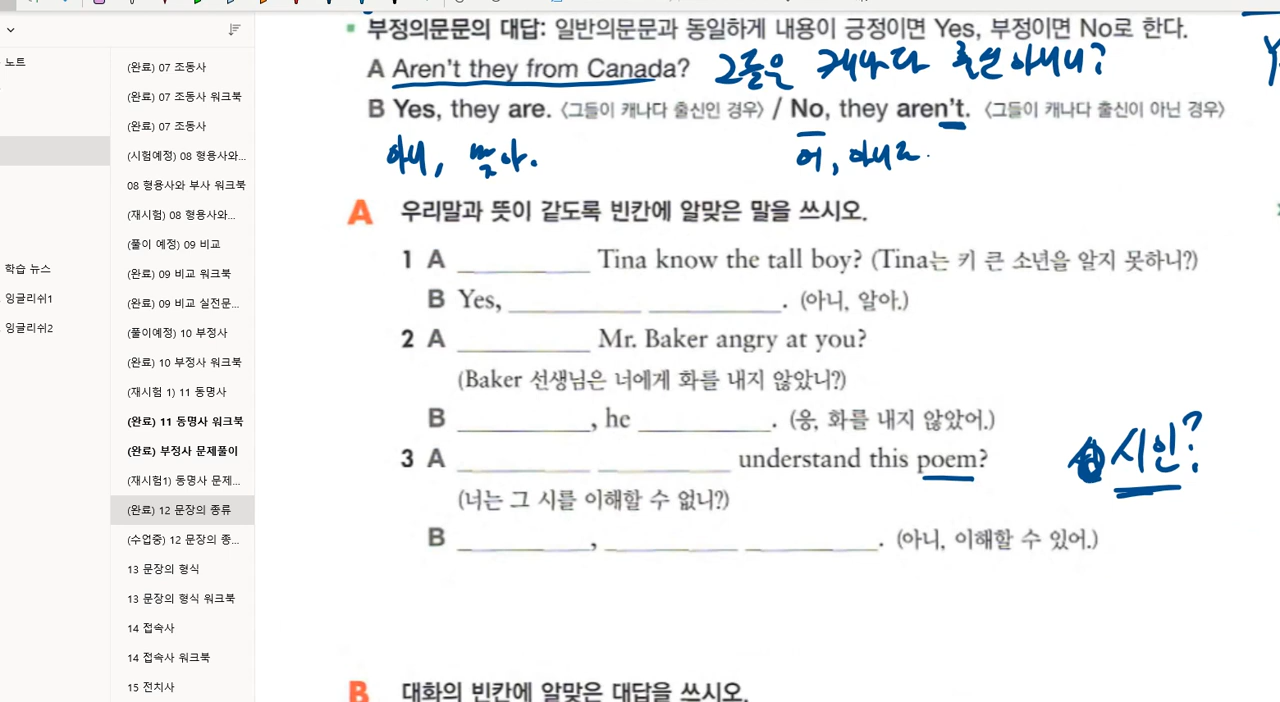 노트
학습 뉴스
잉글리쉬1
잉글리쉬2
(완료) 07 조동사
(완료) 07 조동사 워크북
(완료) 07 조동사
(시험예정) 08 형용사와...
08 형용사와 부사 워크북
(재시험) 08 형용사와...
(풀이 예정) 09 비교
(완료) 09 비교 워크북
(완료) 09 비교 실전문...
(풀이예정) 10 부정사
(완료) 10 부정사 워크북
(재시험 1) 11 동명사
(완료) 11 동명사 워크북
(완료) 부정사 문제풀이
(재시험1) 동명사 문제...
(완료) 12 문장의 종류
(수업중) 12 문장의 종...
13 문장의 형식
13 문장의 형식 워크북
14 접속사
14 접속사 워크북
15 전치사
부정의문문의 대답: 일반의문문과 동일하게 내용이 긍정이면 Yes, 부정이면 No로 한다.
A Aren't they from Canada? 그들은 캐나다 출신 아니니?
B Yes, they are. 〈그들이 캐나다 출신인 경우〉 / No, they aren't. 〈그들이 캐나다 출신이 아닌 경우〉
아니, 맞아. 어, 아니
A 우리말과 뜻이 같도록 빈칸에 알맞은 말을 쓰시오.
1 A ________ Tina know the tall boy? (Tina는 키 큰 소년을 알지 못하니?)
B Yes, ________ ________. (아니, 알아.)
2 A ________ Mr. Baker angry at you?
(Baker 선생님은 너에게 화를 내지 않았니?)
B ________, he ________. (응, 화를 내지 않았어.)
3 A ________ ________ understand this poem? 시인?
(너는 그 시를 이해할 수 없니?)
B ________, ________ ________. (아니, 이해할 수 있어.)
B 대화의 빈칸에 알맞은 대답을 쓰시오.